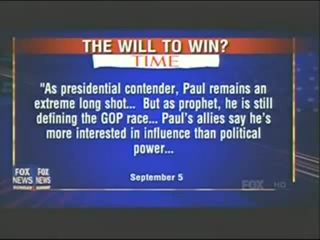 THE WILL TO WIN?
TIME
"As presidential contender, Paul remains an
extreme long shot... But as prophet, he is still
defining the GOP race... Paul's allies say he's
more interested in influence than political
power...
September 5
FOX
NEWS
FOX
NEWS
FOX HD